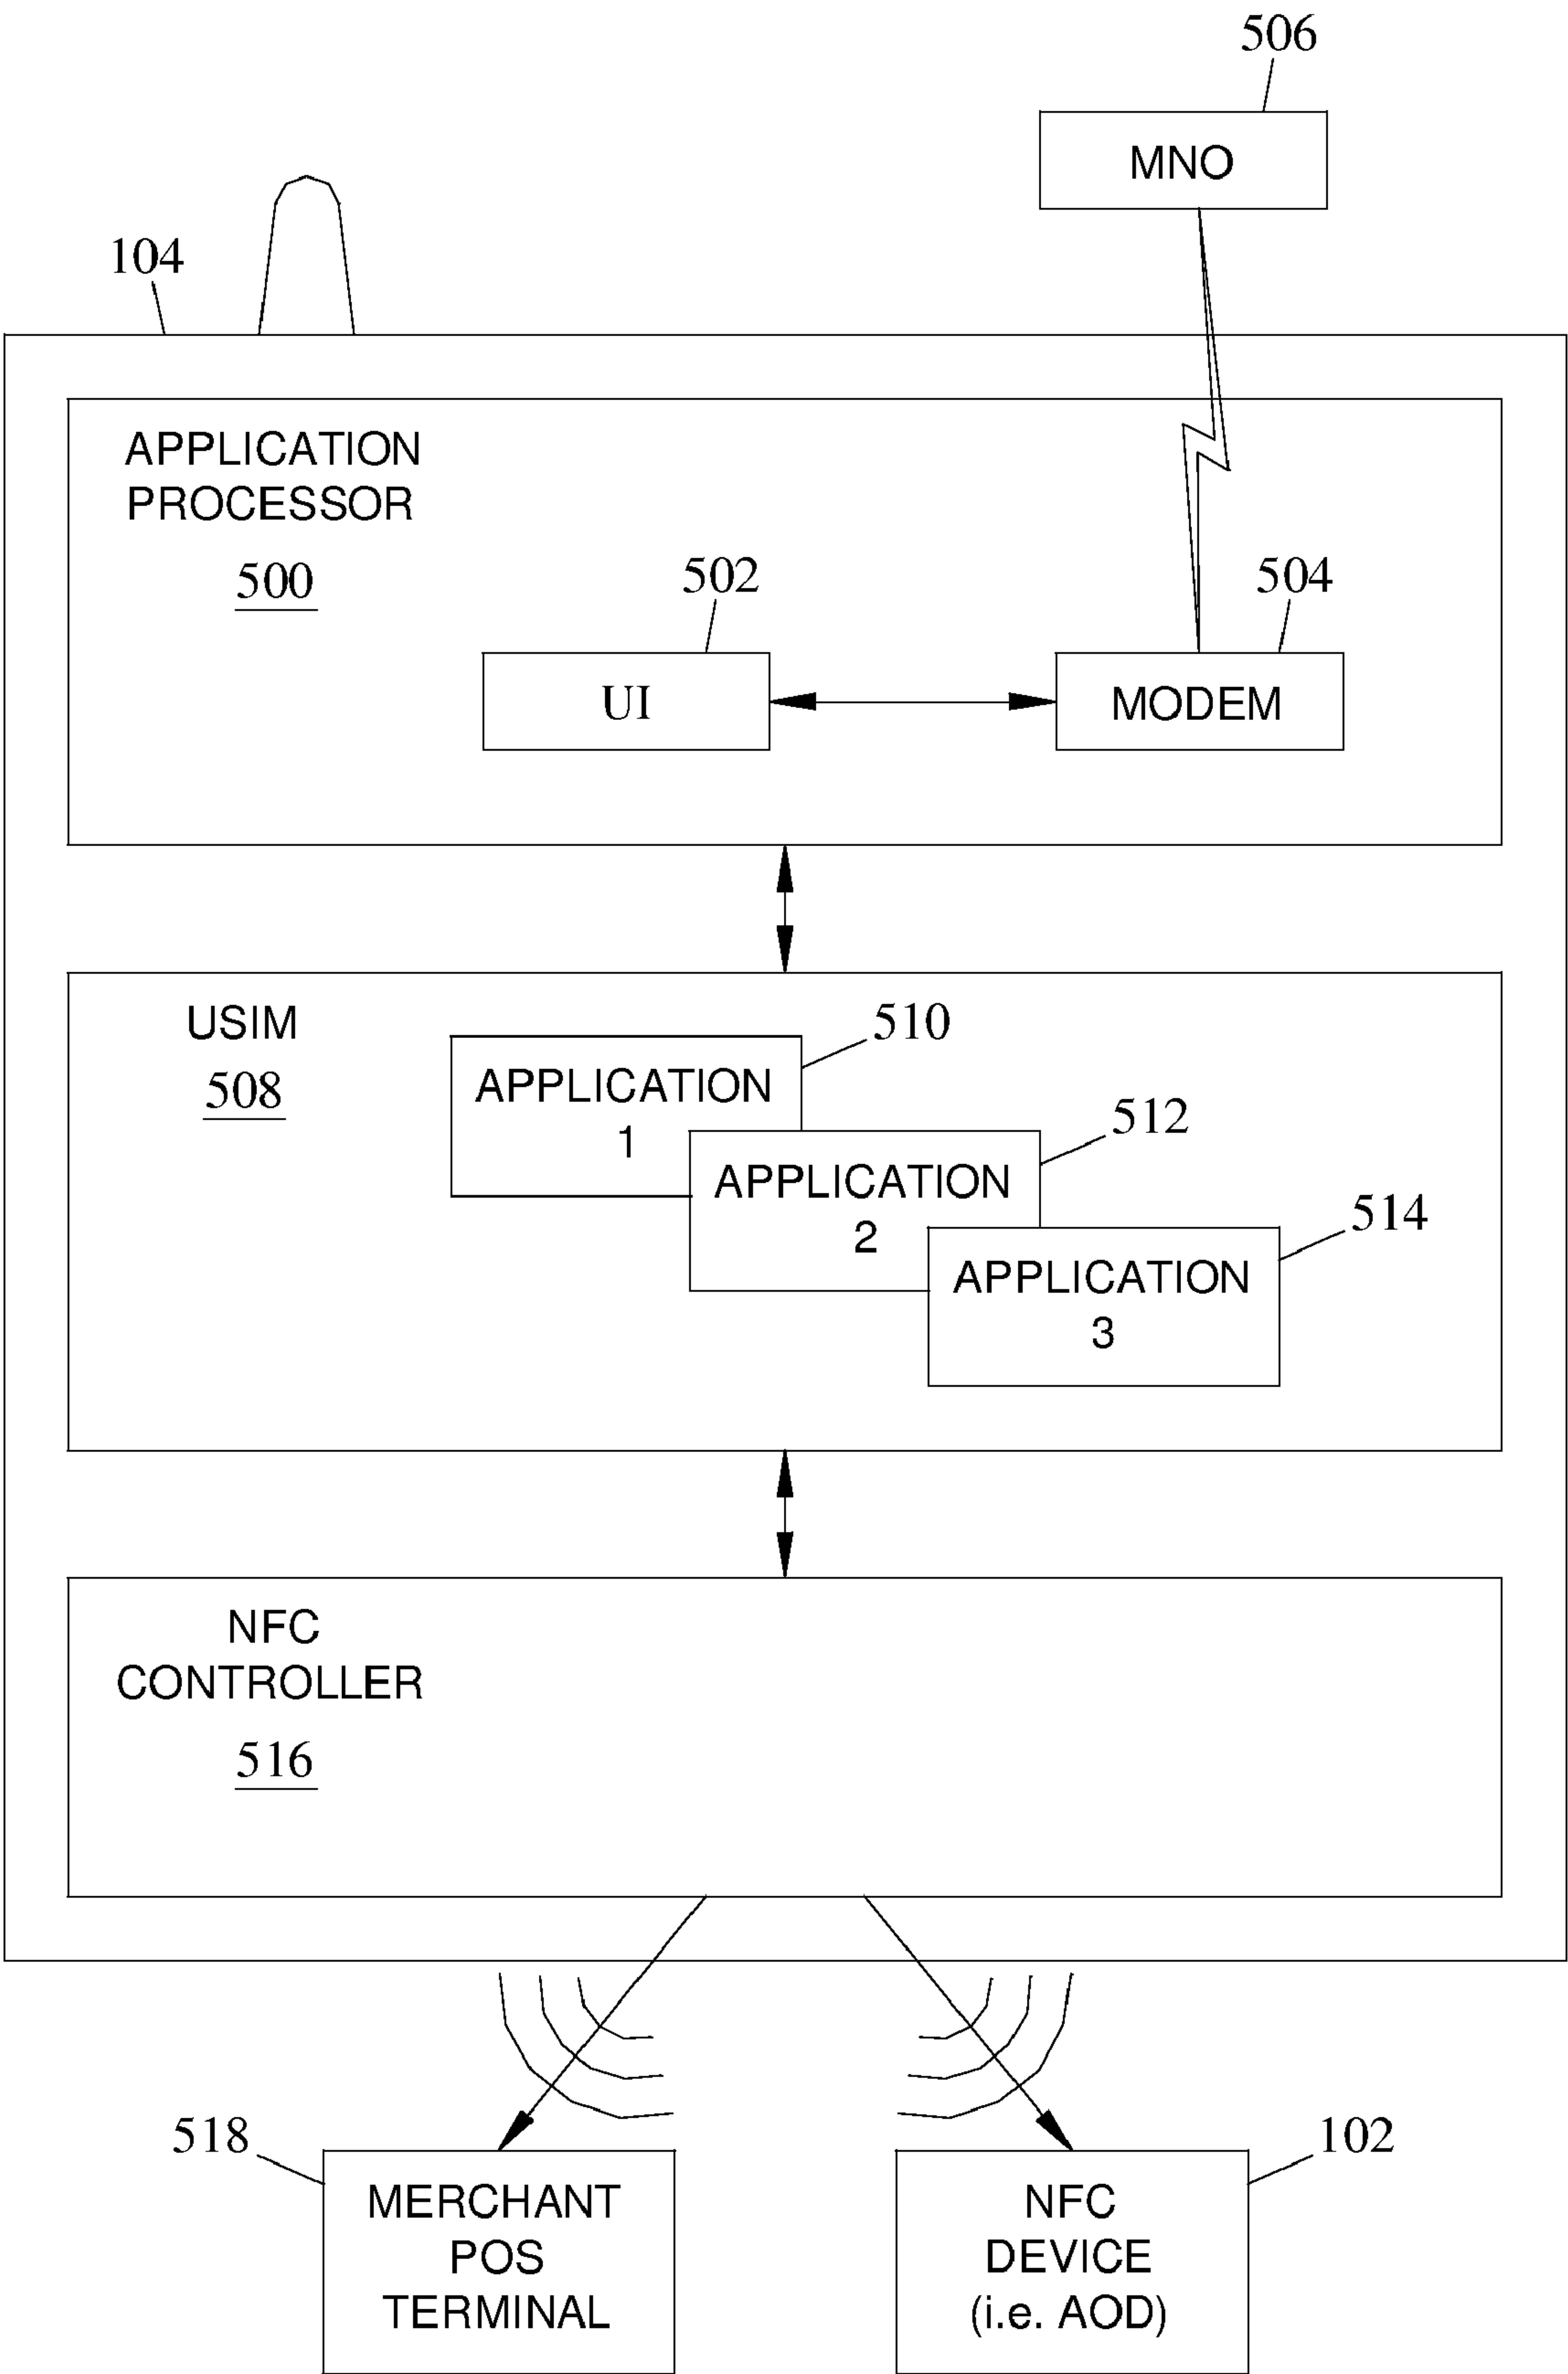 506
MNO
104
APPLICATION
PROCESSOR
500
502
504
UI
MODEM
USIM
508
510
APPLICATION
1
512
APPLICATION
2
514
APPLICATION
3
NFC
CONTROLLER
516
518
MERCHANT
POS
TERMINAL
102
NFC
DEVICE
(i.e. AOD)